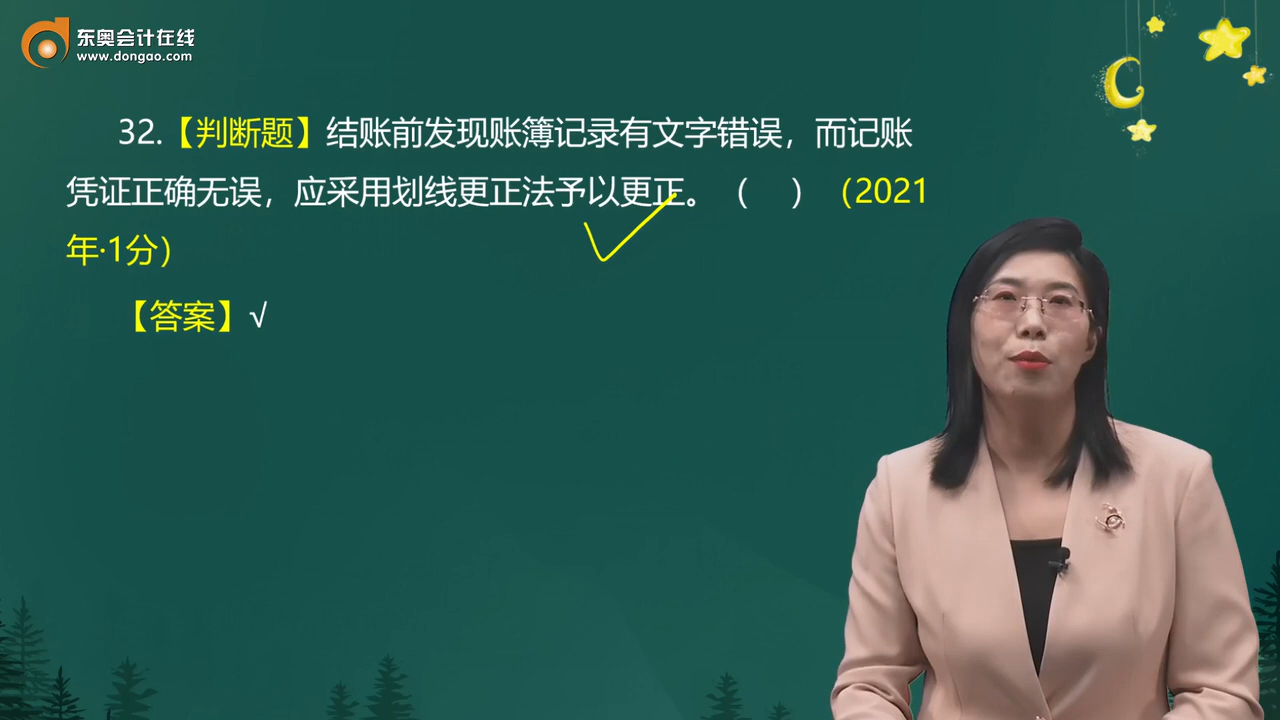 东奥会计在线
www.dongao.com
32.【判断题】结账前发现账簿记录有文字错误，而记账
凭证正确无误，应采用划线更正法予以更正。（ ）（2021
年·1分）
【答案】√